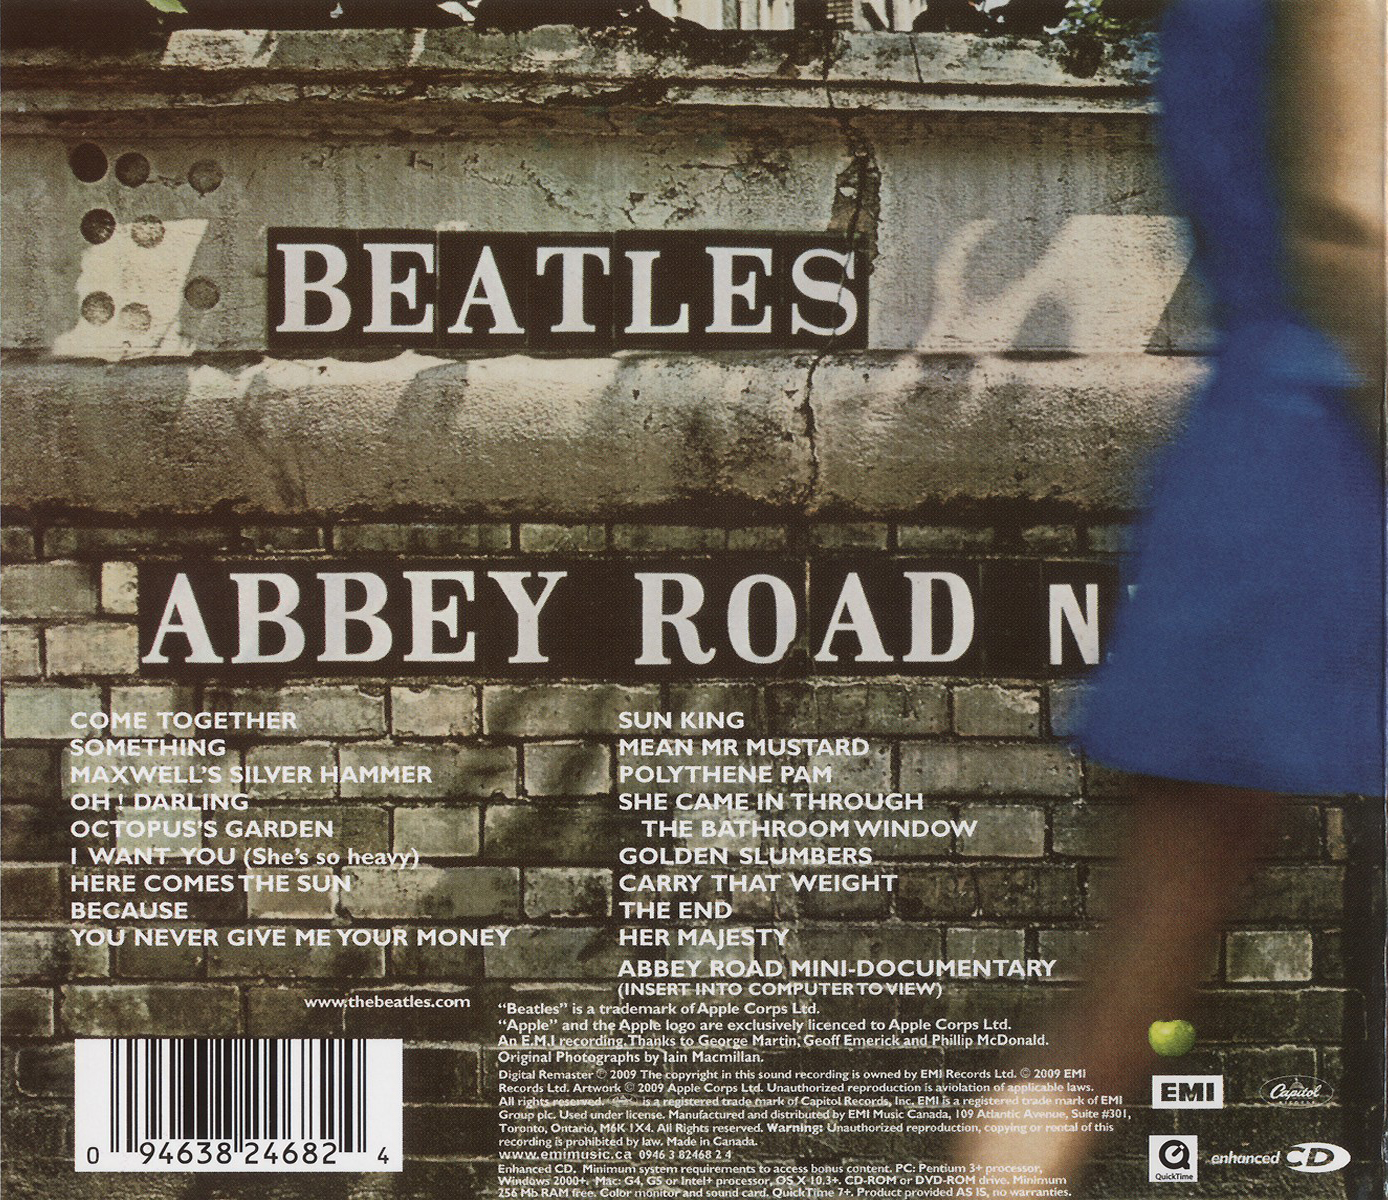 BEATLES
ABBEY ROAD N
COME TOGETHER
SOMETHING
MAXWELL'S SILVER HAMMER
OH! DARLING
OCTOPUS'S GARDEN
I WANT YOU (She's so heavy)
HERE COMES THE SUN
BECAUSE
YOU NEVER GIVE ME YOUR MONEY
SUN KING
MEAN MR MUSTARD
POLYTHENE PAM
SHE CAME IN THROUGH
THE BATHROOM WINDOW
GOLDEN SLUMBERS
CARRY THAT WEIGHT
THE END
HER MAJESTY
ABBEY ROAD MINI-DOCUMENTARY
(INSERT INTO COMPUTER TO VIEW)
www.thebeatles.com
"Beatles" is a trademark of Apple Corps Ltd.
"Apple" and the Apple logo are exclusively licenced to Apple Corps Ltd.
An E.M.I recording. Thanks to George Martin, Geoff Emerick and Phillip McDonald.
Original Photographs by Iain Macmillan.
Digital Remaster ℗ 2009 The copyright in this sound recording is owned by EMI Records Ltd. © 2009 EMI
Records Ltd. Artwork © 2009 Apple Corps Ltd. Unauthorized reproduction is a violation of applicable laws.
All rights reserved. is a registered trade mark of Capitol Records, Inc. EMI is a registered trade mark of EMI
Group plc. Used under license. Manufactured and distributed by EMI Music Canada, 109 Atlantic Avenue, Suite #301,
Toronto, Ontario, M6K 1X4. All Rights reserved. Warning: Unauthorized reproduction, copying or rental of this
recording is prohibited by law. Made in Canada.
www.emimusic.ca 0946 3 82468 2 4
Enhanced CD. Minimum system requirements to access bonus content. PC: Pentium 3+ processor,
Windows 2000+. Mac: G4, G5 or Intel+ processor, OS X 10.3+. CD-ROM or DVD-ROM drive. Minimum
256 Mb RAM free. Color monitor and sound card. QuickTime 7+. Product provided AS IS, no warranties.
0 94638 24682 4
EMI
Capitol
QuickTime
enhanced CD